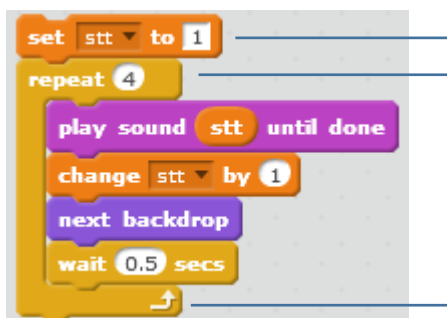 set stt to 1
repeat 4
play sound stt until done
change stt by 1
next backdrop
wait 0.5 secs